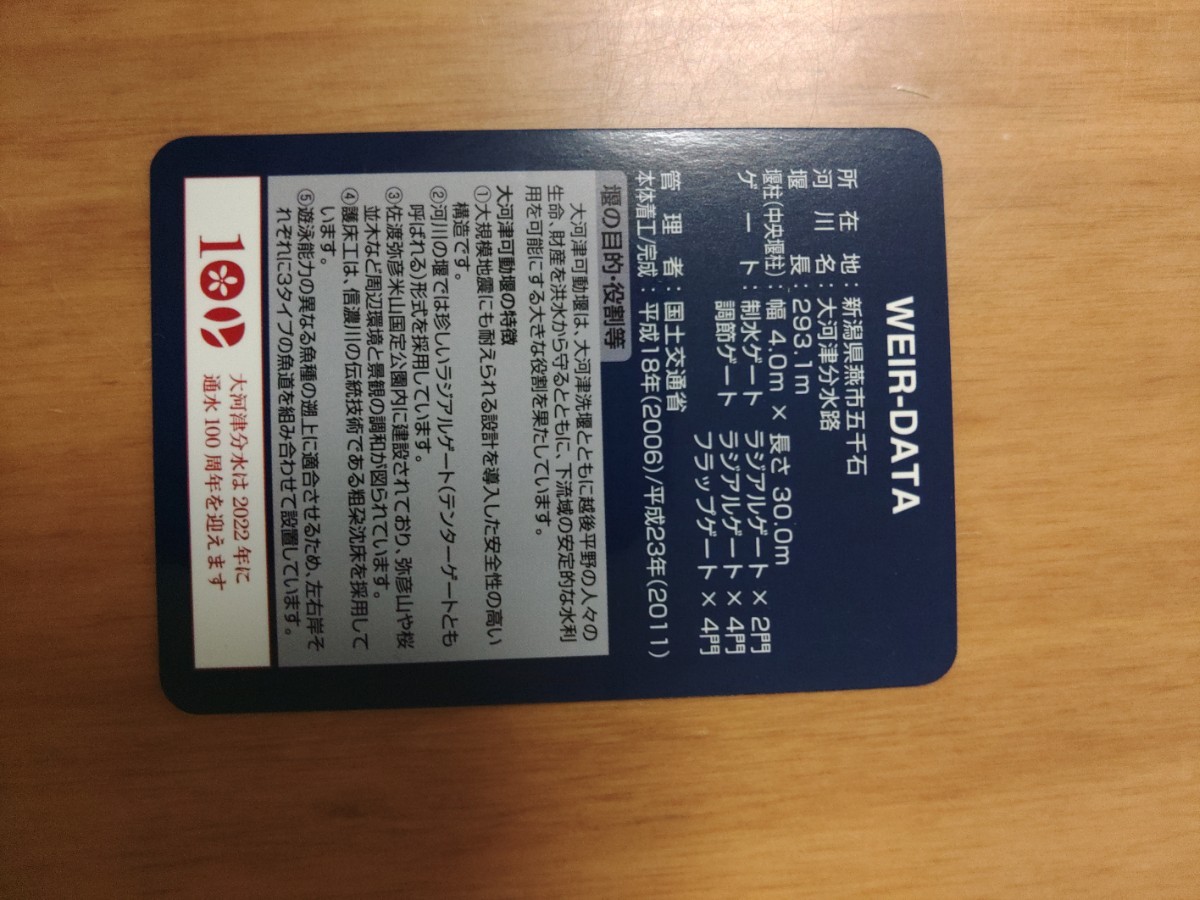 WEIR-DATA
所在地：新潟県燕市五千石
河川名：大河津分水路
堰長：293.1m
堰柱(中央堰柱)：幅 4.0m × 長さ 30.0m
ゲート：制水ゲート ラジアルゲート × 2門
調節ゲート ラジアルゲート × 4門
フラップゲート × 4門
管理者：国土交通省
本体着工/完成：平成18年(2006)/平成23年(2011)
堰の目的・役割等
大河津可動堰は、大河津洗堰とともに越後平野の人々の
生命、財産を洪水から守るとともに、下流域の安定的な水利
用を可能にする大きな役割を果たしています。
大河津可動堰の特徴
①大規模地震にも耐えられる設計を導入した安全性の高い
構造です。
②河川の堰では珍しいラジアルゲート(テンターゲートとも
呼ばれる)形式を採用しています。
③佐渡弥彦米山国定公園内に建設されており、弥彦山や桜
並木など周辺環境と景観の調和が図られています。
④護床工は、信濃川の伝統技術である粗朶沈床を採用して
います。
⑤遊泳能力の異なる魚種の遡上に適合させるため、左右岸そ
れぞれに3タイプの魚道を組み合わせて設置しています。
100
大河津分水は 2022 年に
通水 100 周年を迎えます